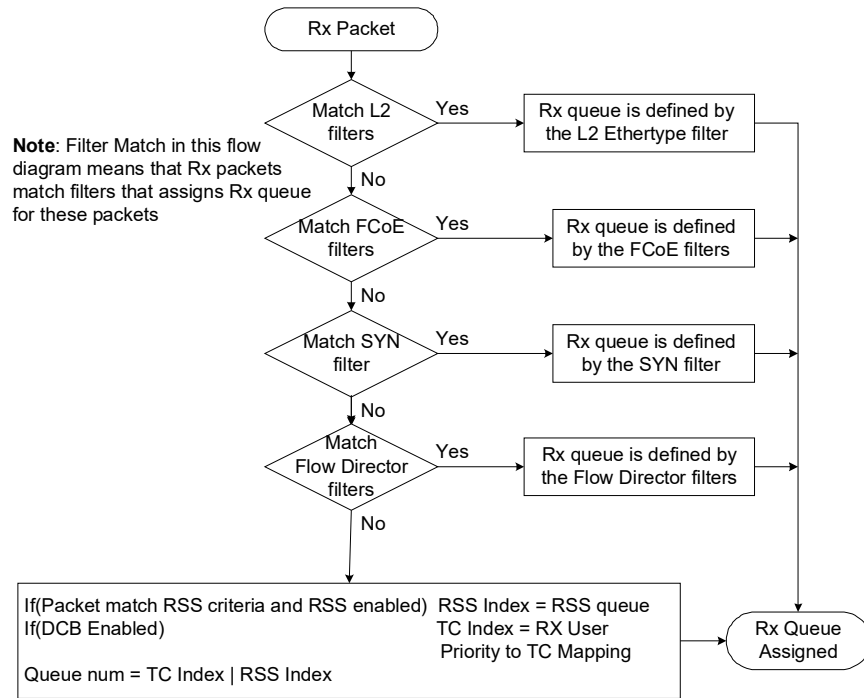 Rx Packet
Match L2
filters
Yes
Rx queue is defined by
the L2 Ethertype filter
Note: Filter Match in this flow
diagram means that Rx packets
match filters that assigns Rx queue
for these packets
No
Match FCoE
filters
Yes
Rx queue is defined
by the FCoE filters
No
Match SYN
filter
Yes
Rx queue is defined
by the SYN filter
No
Match
Flow Director
filters
Yes
Rx queue is defined by
the Flow Director filters
No
If(Packet match RSS criteria and RSS enabled) RSS Index = RSS queue
If(DCB Enabled) TC Index = RX User
Priority to TC Mapping
Queue num = TC Index | RSS Index
Rx Queue
Assigned